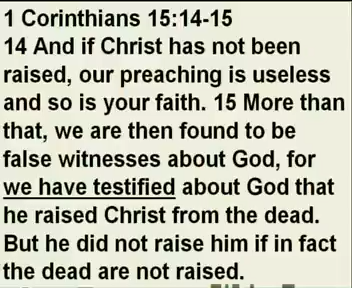 1 Corinthians 15:14-15
14 And if Christ has not been
raised, our preaching is useless
and so is your faith. 15 More than
that, we are then found to be
false witnesses about God, for
we have testified about God that
he raised Christ from the dead.
But he did not raise him if in fact
the dead are not raised.